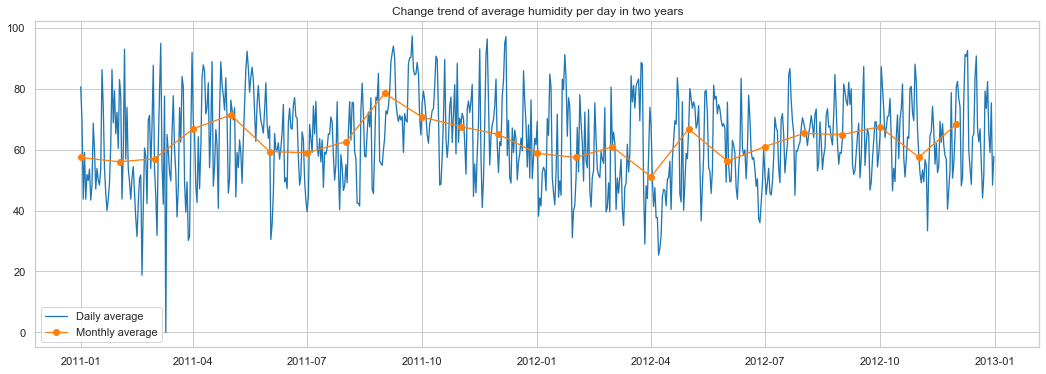 Change trend of average humidity per day in two years
100
80
60
40
20
0
Daily average
Monthly average
2011-01 2011-04 2011-07 2011-10 2012-01 2012-04 2012-07 2012-10 2013-01